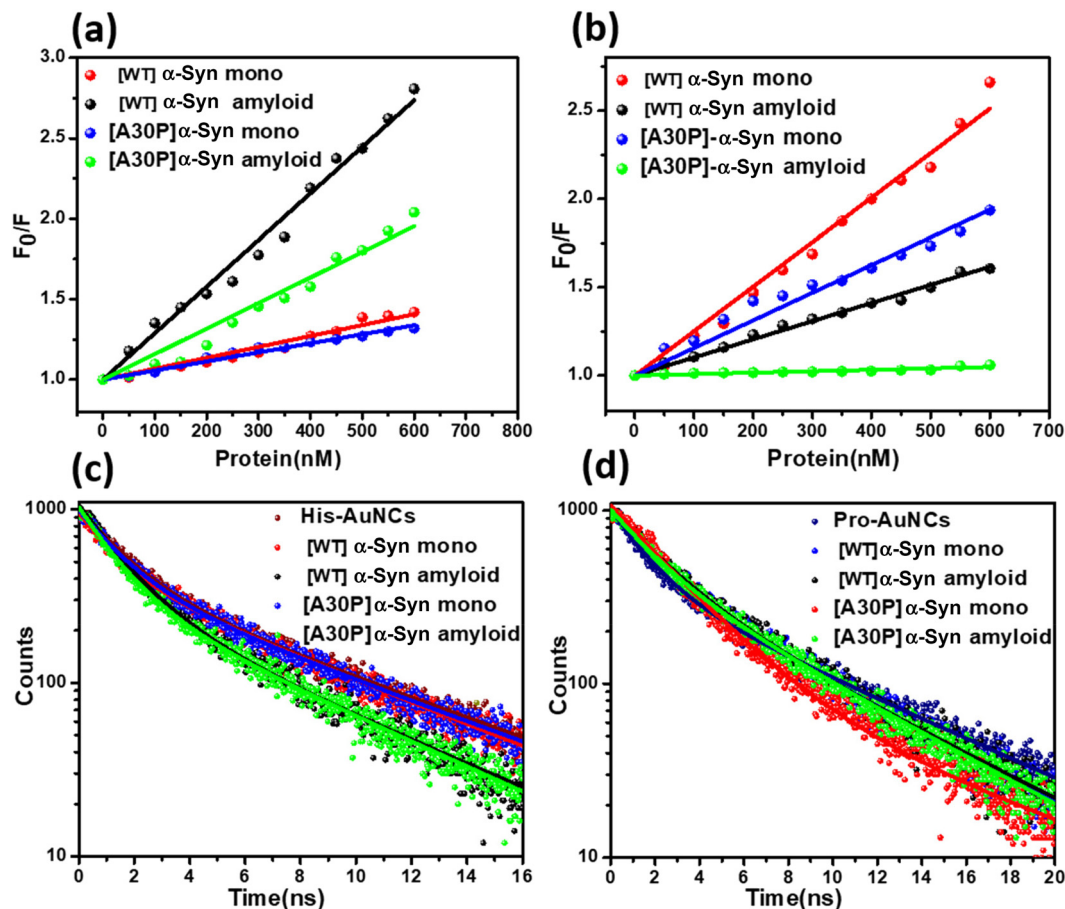 (a)
3.0
2.5
2.0
1.5
1.0
F0/F
[WT] α-Syn mono
[WT] α-Syn amyloid
[A30P] α-Syn mono
[A30P] α-Syn amyloid
0 100 200 300 400 500 600 700 800
Protein(nM)
(b)
2.5
2.0
1.5
1.0
F0/F
[WT] α-Syn mono
[WT] α-Syn amyloid
[A30P]-α-Syn mono
[A30P]-α-Syn amyloid
0 100 200 300 400 500 600 700
Protein(nM)
(c)
1000
100
10
Counts
His-AuNCs
[WT] α-Syn mono
[WT] α-Syn amyloid
[A30P] α-Syn mono
[A30P] α-Syn amyloid
0 2 4 6 8 10 12 14 16
Time(ns)
(d)
1000
100
10
Counts
Pro-AuNCs
[WT] α-Syn mono
[WT] α-Syn amyloid
[A30P] α-Syn mono
[A30P] α-Syn amyloid
0 2 4 6 8 10 12 14 16 18 20
Time(ns)